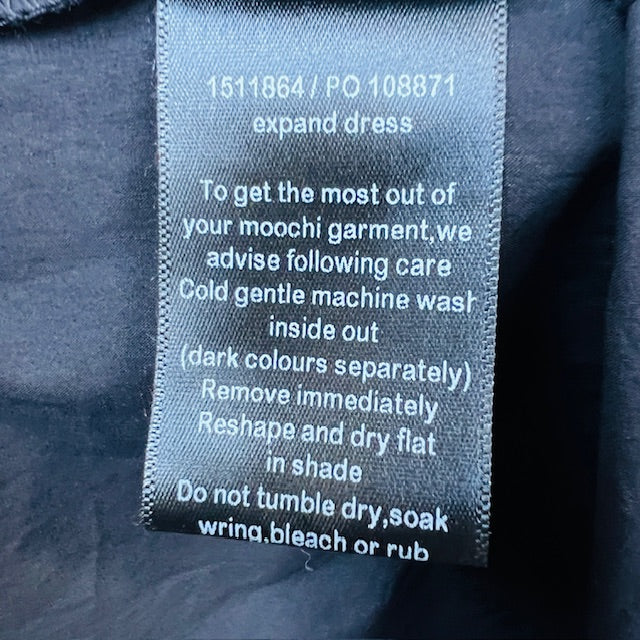 1511864 / PO 108871
expand dress
To get the most out of
your moochi garment,we
advise following care
Cold gentle machine wash
inside out
(dark colours separately)
Remove immediately
Reshape and dry flat
in shade
Do not tumble dry,soak
wring,bleach or rub